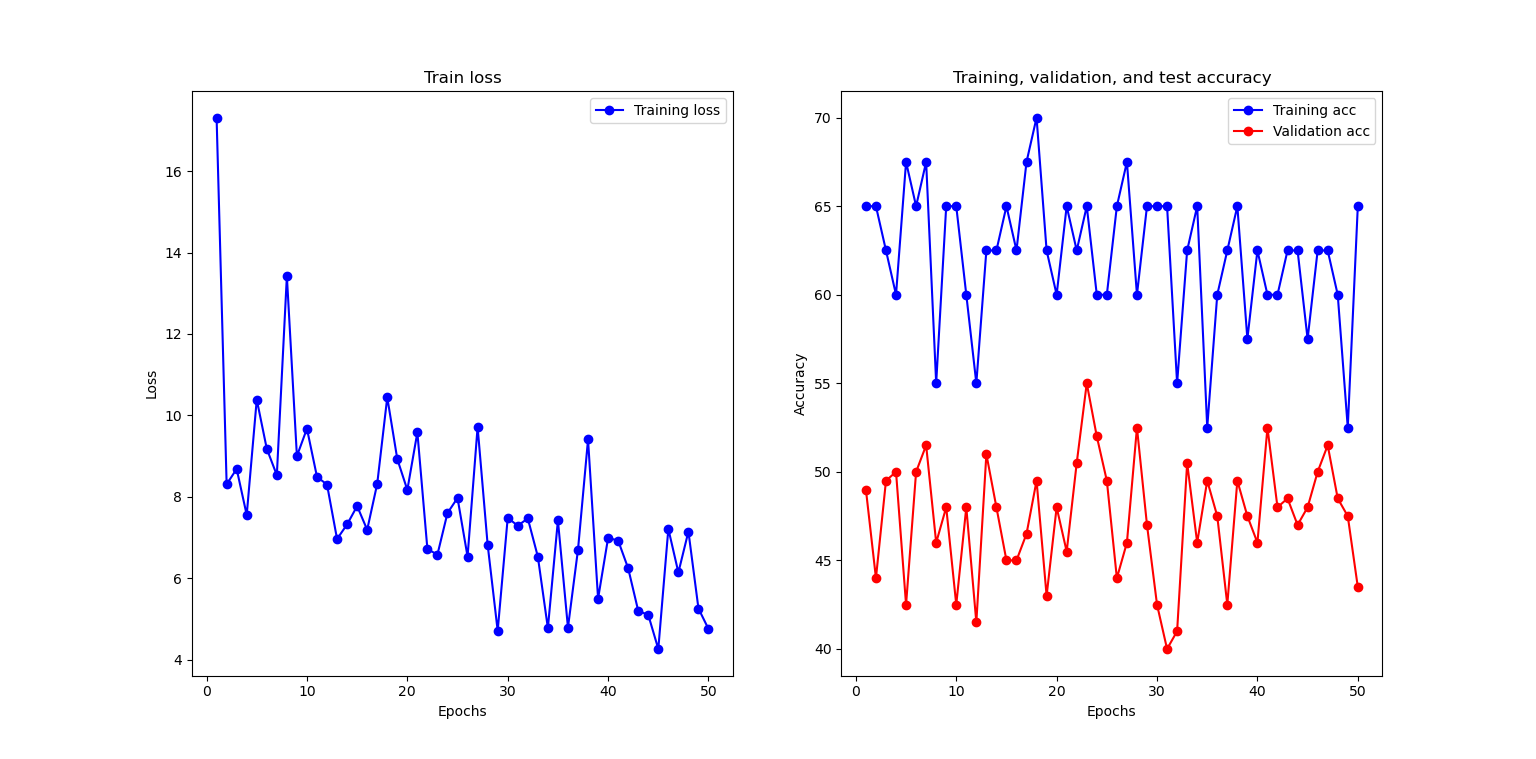 Train loss
Training loss
16
14
12
10
8
6
4
Loss
0 10 20 30 40 50
Epochs
Training, validation, and test accuracy
Training acc
Validation acc
70
65
60
55
50
45
40
Accuracy
0 10 20 30 40 50
Epochs